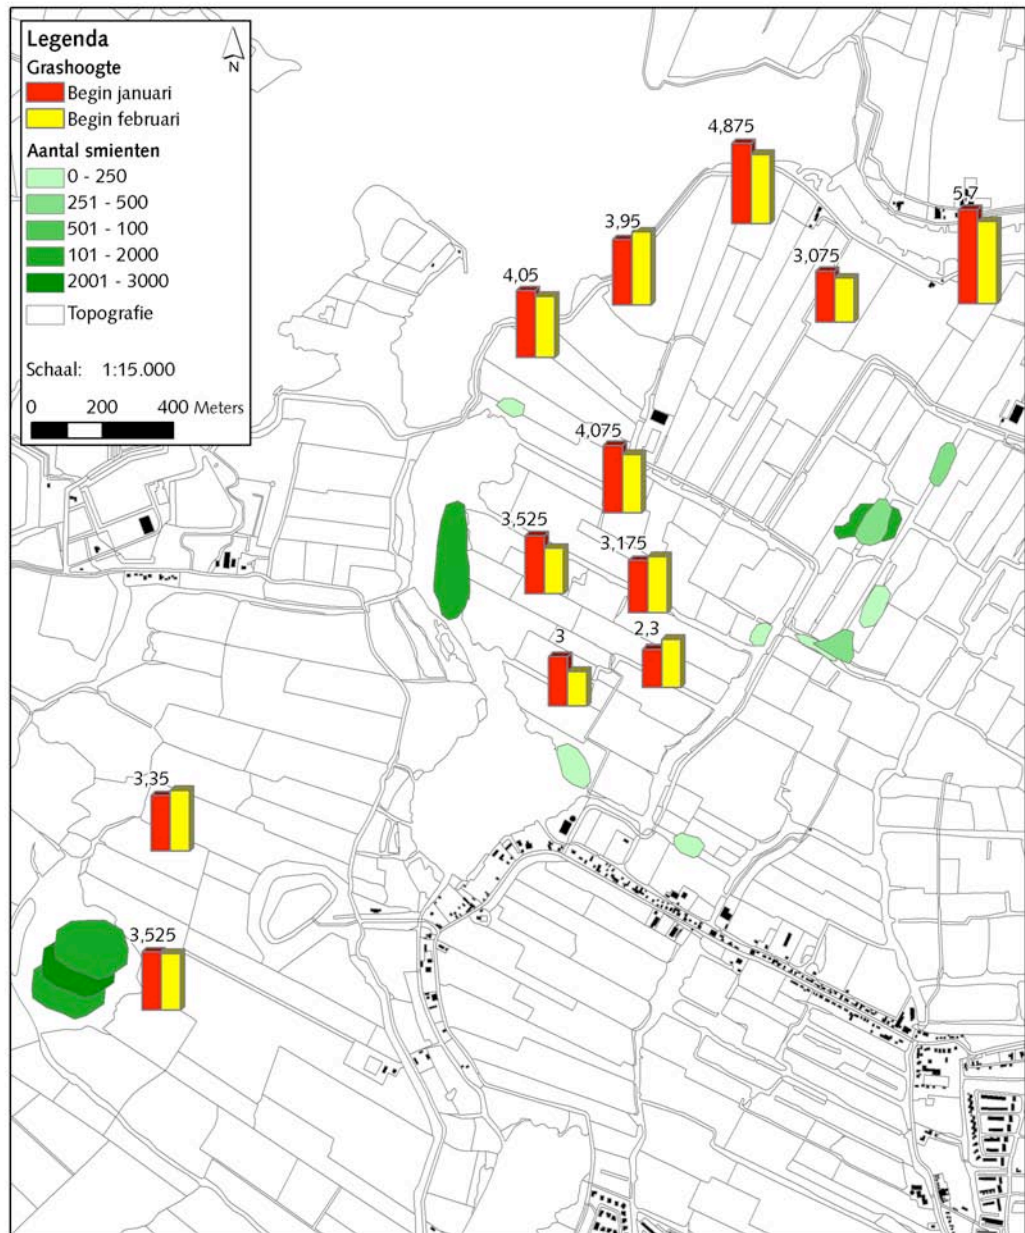 Legenda
N
Grashoogte
Begin januari
Begin februari
Aantal smienten
0 - 250
251 - 500
501 - 100
101 - 2000
2001 - 3000
Topografie
Schaal: 1:15.000
0 200 400 Meters
4,875
5,7
3,95
3,075
4,05
4,075
3,525
3,175
3
2,3
3,35
3,525